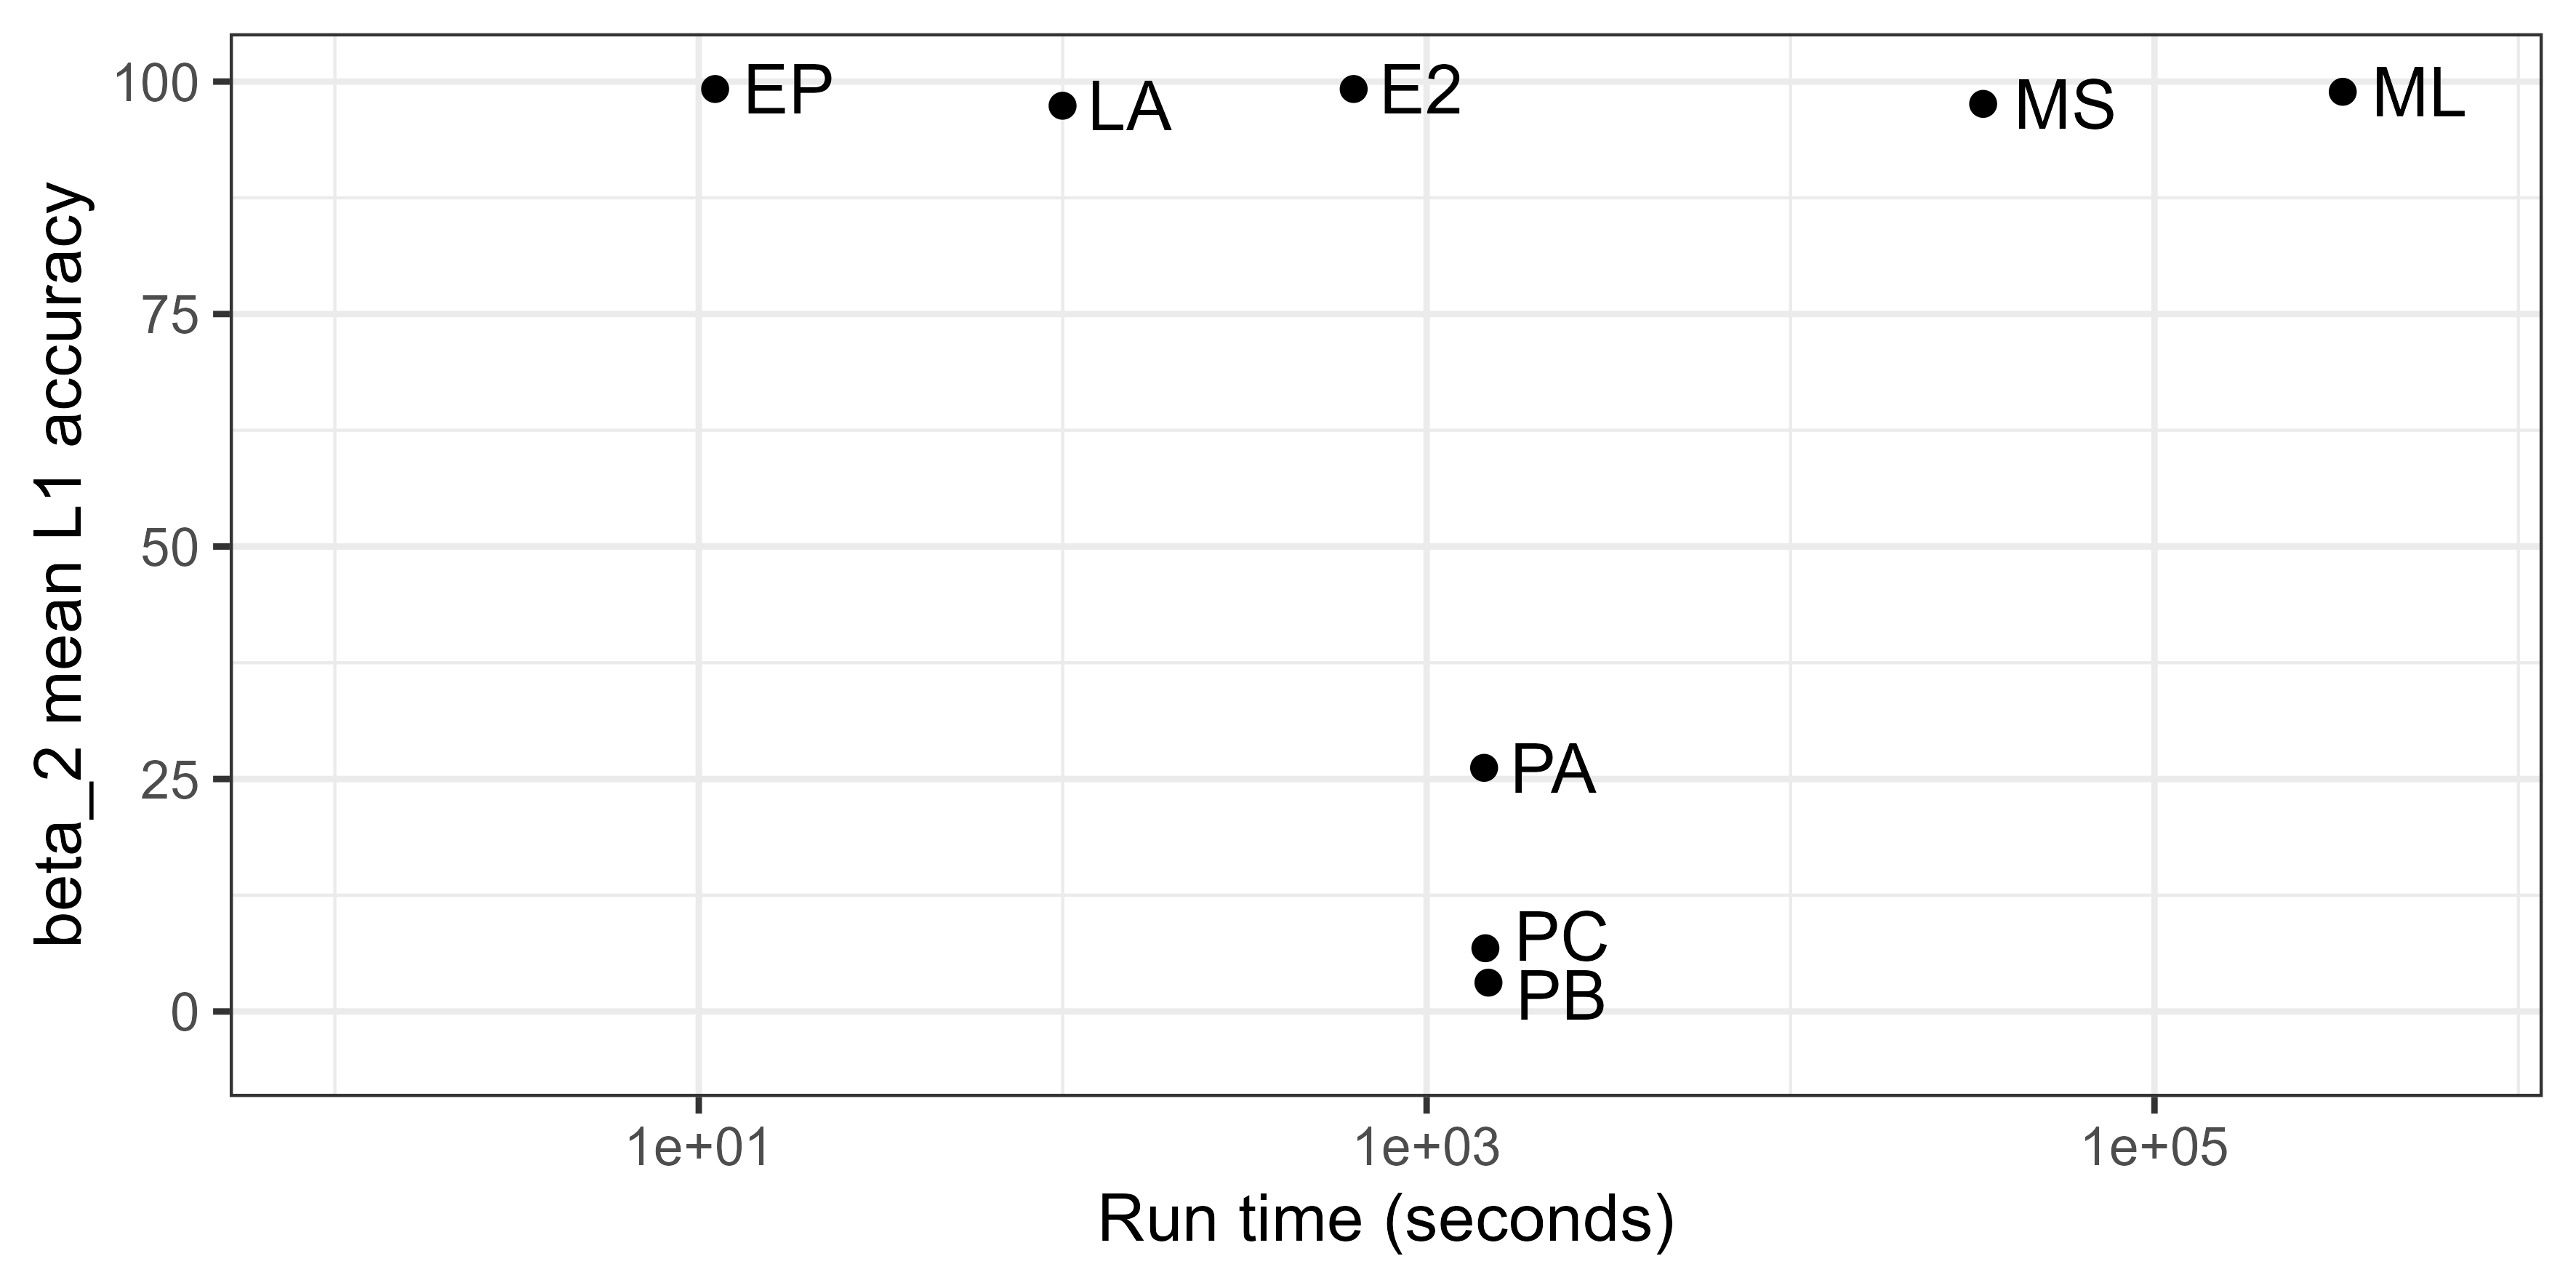 beta_2 mean L1 accuracy
100
75
50
25
0
EP
LA
E2
MS
ML
PA
PC
PB
1e+01
1e+03
1e+05
Run time (seconds)